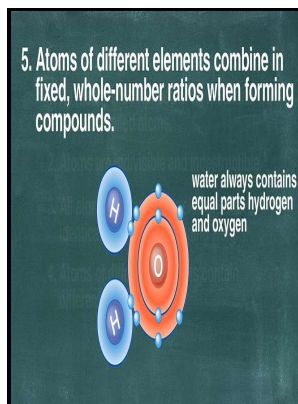 5. Atoms of different elements combine in
fixed, whole-number ratios when forming
compounds.
water always contains
equal parts hydrogen
and oxygen
H
O
H